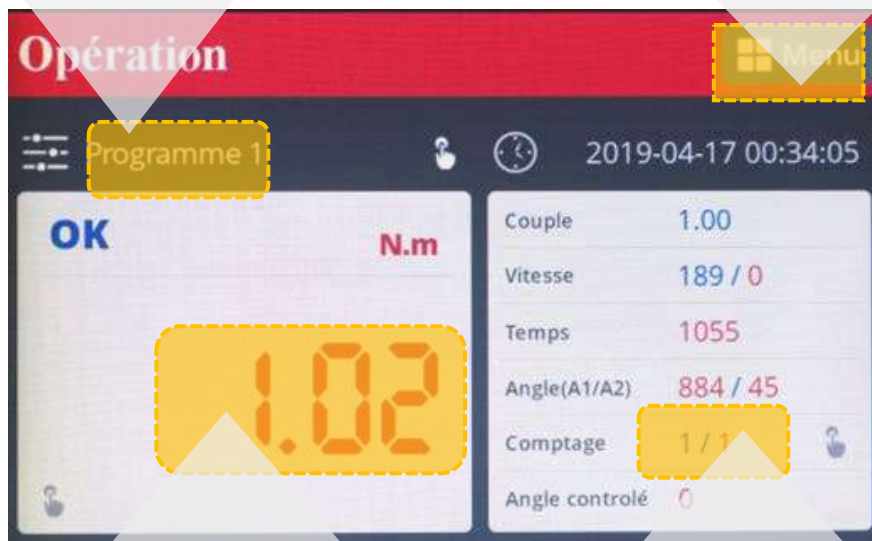 Opération
Menu
Programme 1
2019-04-17 00:34:05
OK
N.m
1.02
Couple 1.00
Vitesse 189 / 0
Temps 1055
Angle(A1/A2) 884 / 45
Comptage 1 / 1
Angle controlé 0